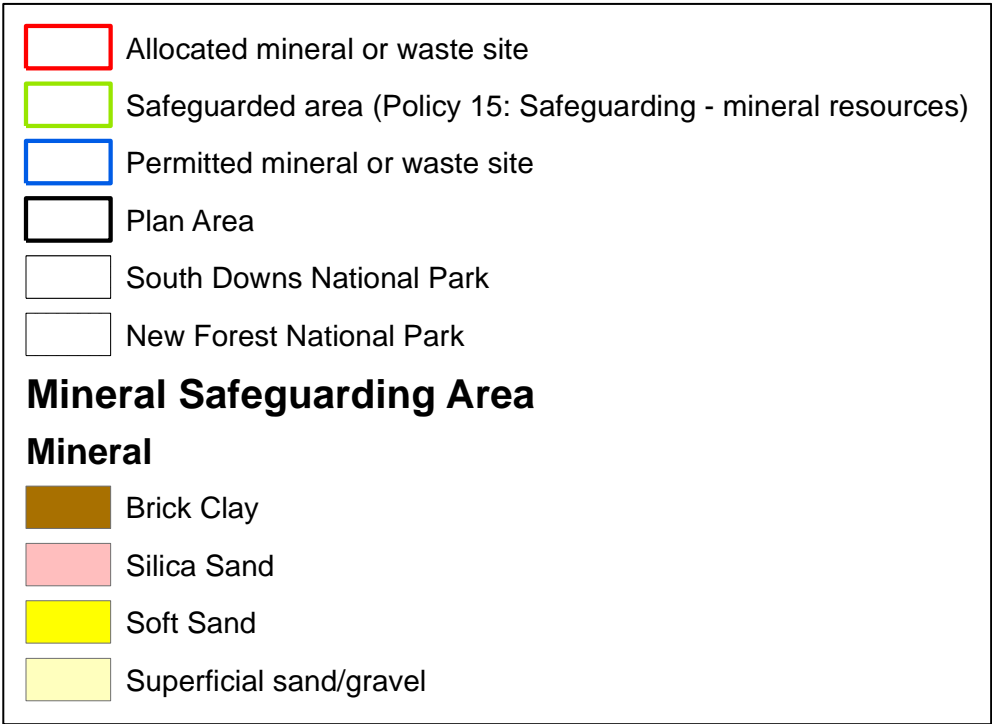 Allocated mineral or waste site
Safeguarded area (Policy 15: Safeguarding - mineral resources)
Permitted mineral or waste site
Plan Area
South Downs National Park
New Forest National Park
Mineral Safeguarding Area
Mineral
Brick Clay
Silica Sand
Soft Sand
Superficial sand/gravel